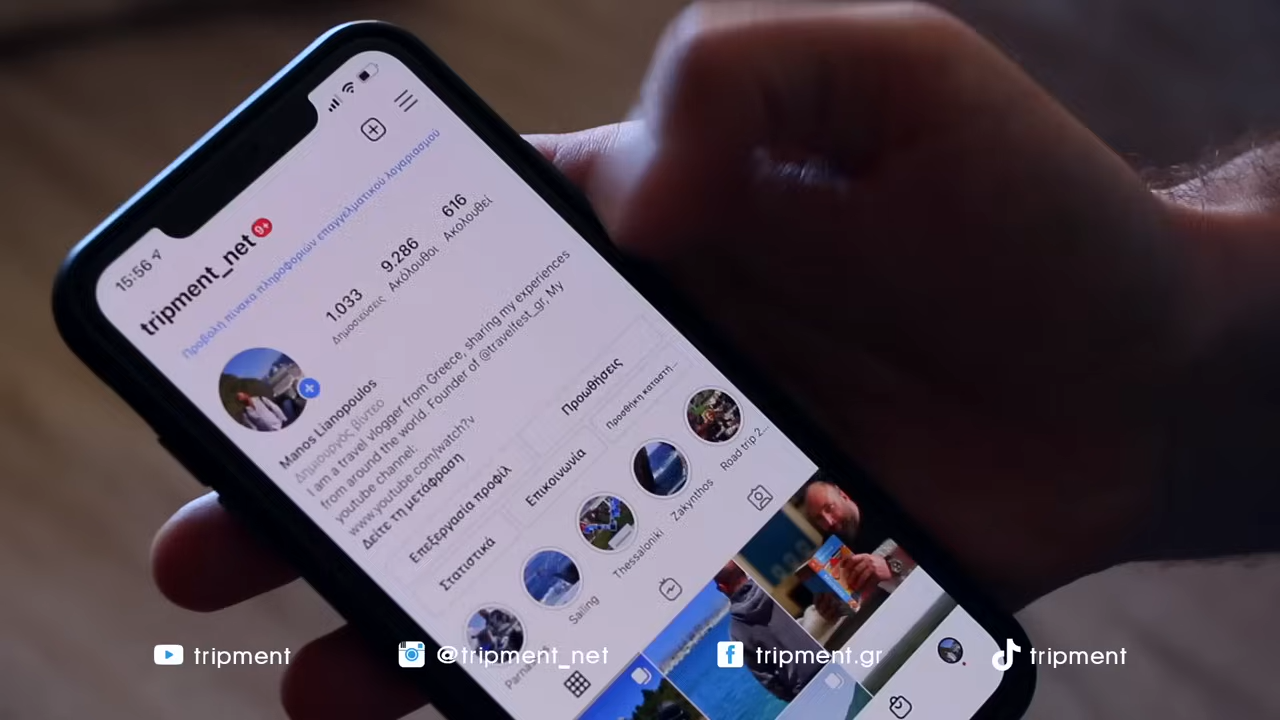 15:56
tripment_net 9+
Προβολή πίνακα πληροφοριών επαγγελματικού λογαριασμού
1.033 9.286 616
Δημοσιεύσεις Ακόλουθοι Ακολουθεί
Manos Lianopoulos
Δημιουργός βίντεο
I am a travel vlogger from Greece, sharing my experiences
from around the world. Founder of @travelfest_gr, My
youtube channel:
www.youtube.com/watch?v
Δείτε τη μετάφραση
Επεξεργασία προφίλ Προωθήσεις
Στατιστικά Επικοινωνία Προσθήκη καταστή...
Sailing Thessaloniki Zakynthos Road trip 2...
tripment @tripment_net tripment.gr tripment